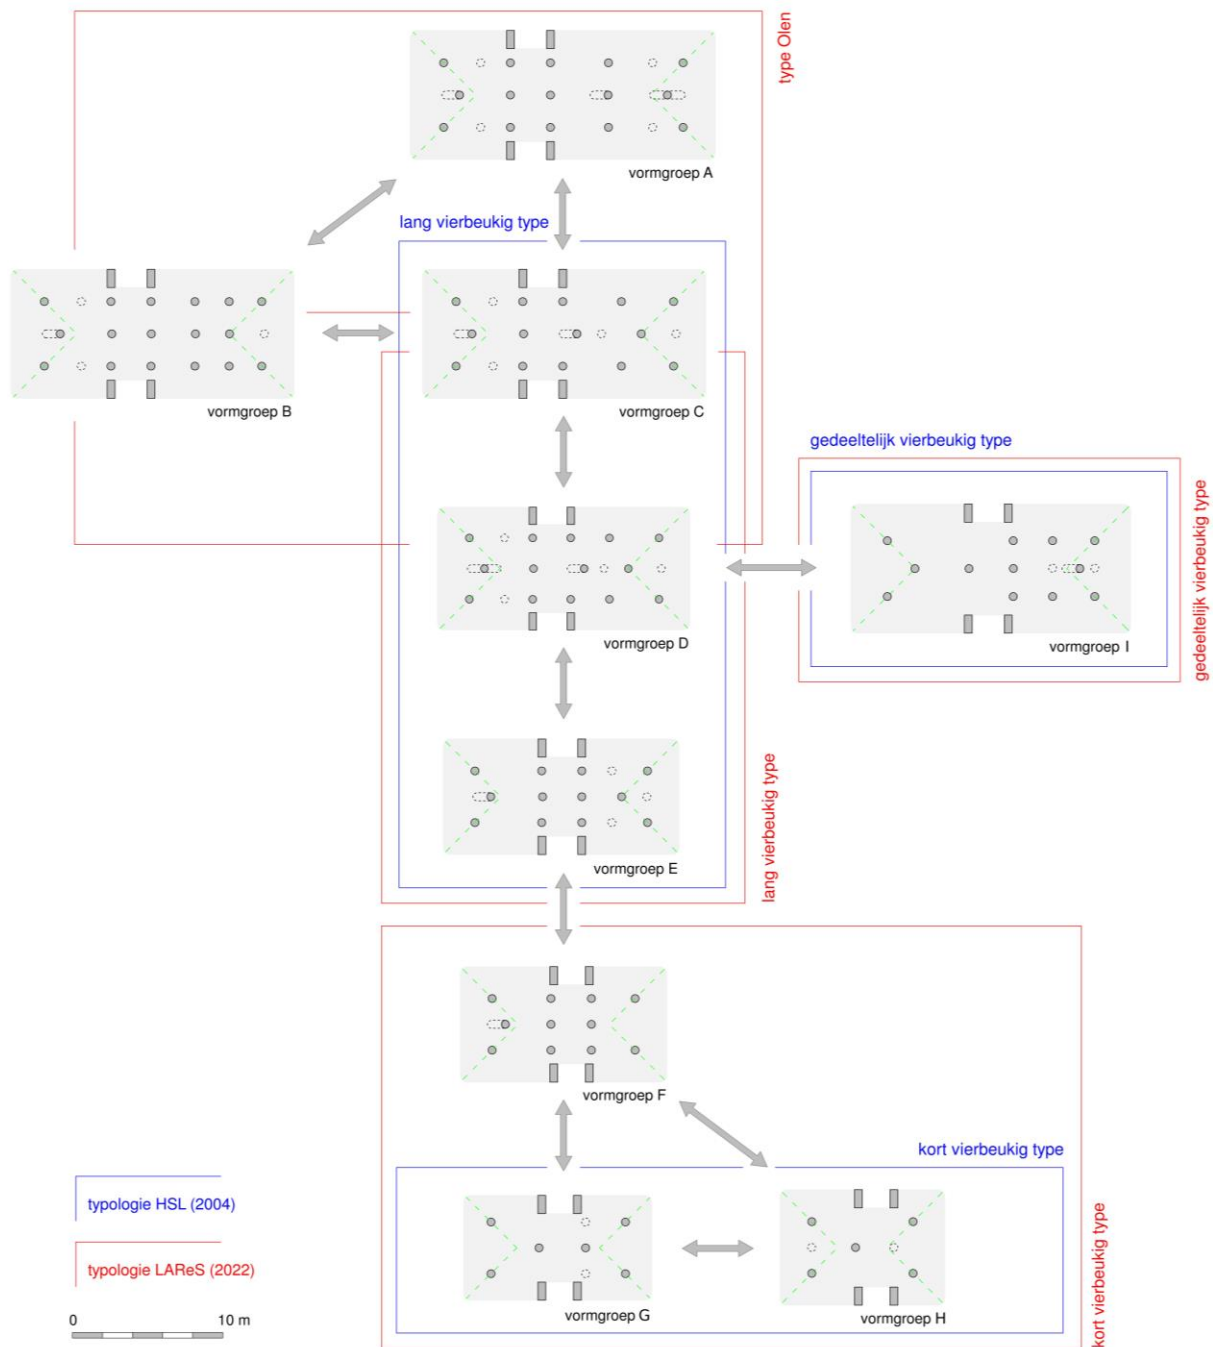 type Olen
vormgroep A
lang vierbeukig type
vormgroep B
vormgroep C
gedeeltelijk vierbeukig type
gedeeltelijk vierbeukig type
vormgroep D
vormgroep I
lang vierbeukig type
vormgroep E
vormgroep F
kort vierbeukig type
kort vierbeukig type
typologie HSL (2004)
typologie LAReS (2022)
vormgroep G
vormgroep H
0 10 m